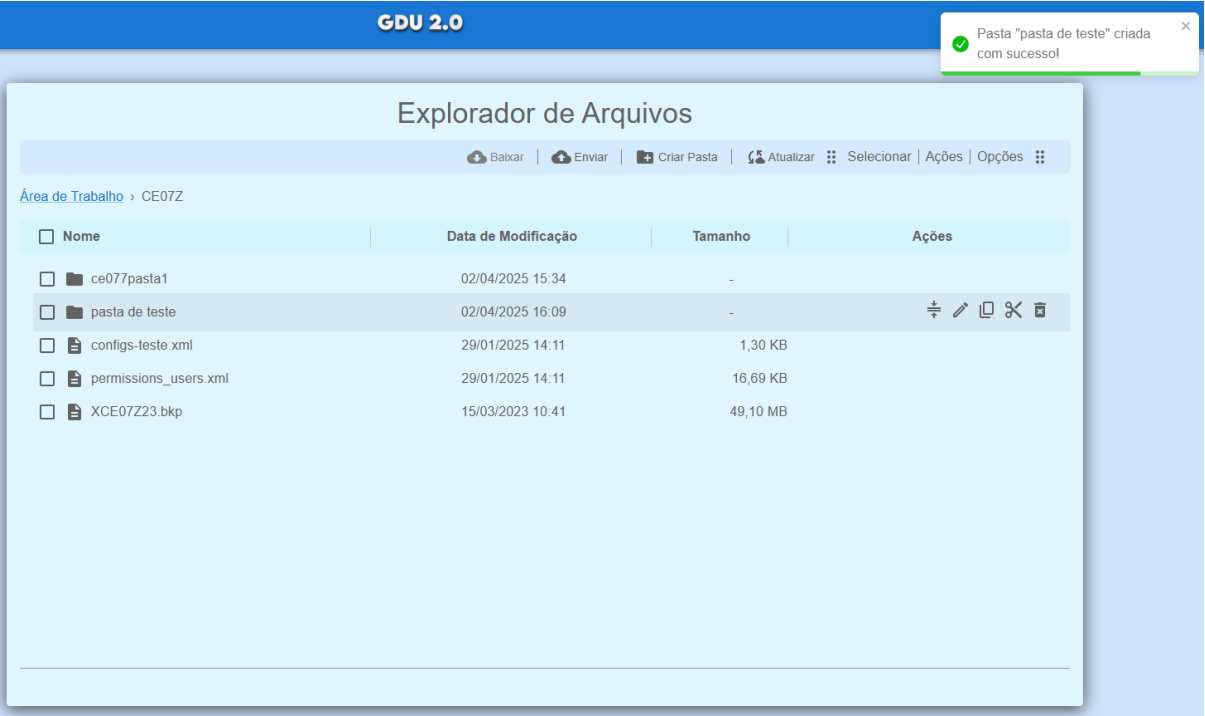 GDU 2.0
Pasta "pasta de teste" criada
com sucesso!
×
Explorador de Arquivos
Baixar | Enviar | Criar Pasta | Atualizar Selecionar | Ações | Opções
Área de Trabalho › CE07Z
Nome Data de Modificação Tamanho Ações
ce077pasta1 02/04/2025 15:34 -
pasta de teste 02/04/2025 16:09 -
configs-teste.xml 29/01/2025 14:11 1,30 KB
permissions_users.xml 29/01/2025 14:11 16,69 KB
XCE07Z23.bkp 15/03/2023 10:41 49,10 MB